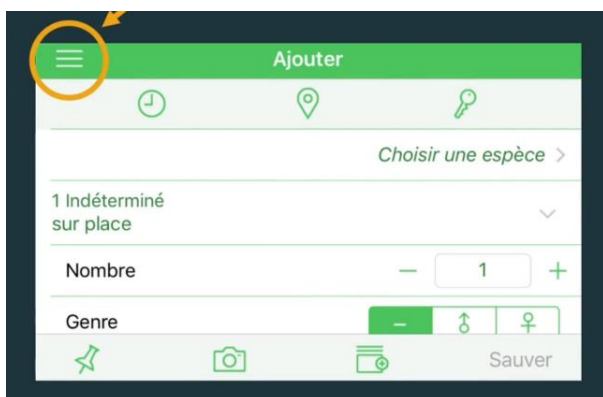 Ajouter
Choisir une espèce
1 Indéterminé
sur place
Nombre
1
Genre
Sauver